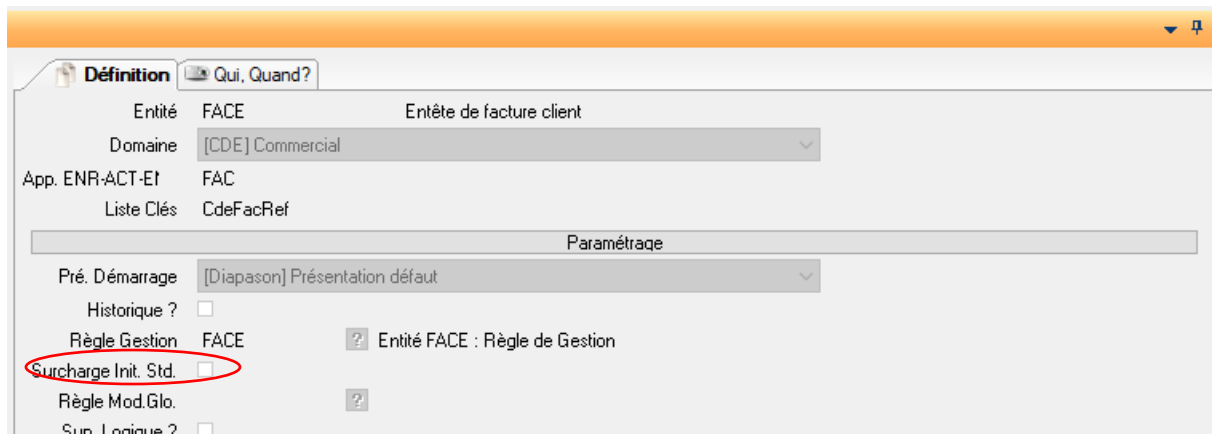 Définition Qui, Quand?
Entité FACE Entête de facture client
Domaine [CDE] Commercial
App. ENR-ACT-EI FAC
Liste Clés CdeFacRef
Paramétrage
Pré. Démarrage [Diapason] Présentation défaut
Historique ?
Règle Gestion FACE ? Entité FACE : Règle de Gestion
Surcharge Init. Std.
Règle Mod.Glo. ?
Sup. Logique ?